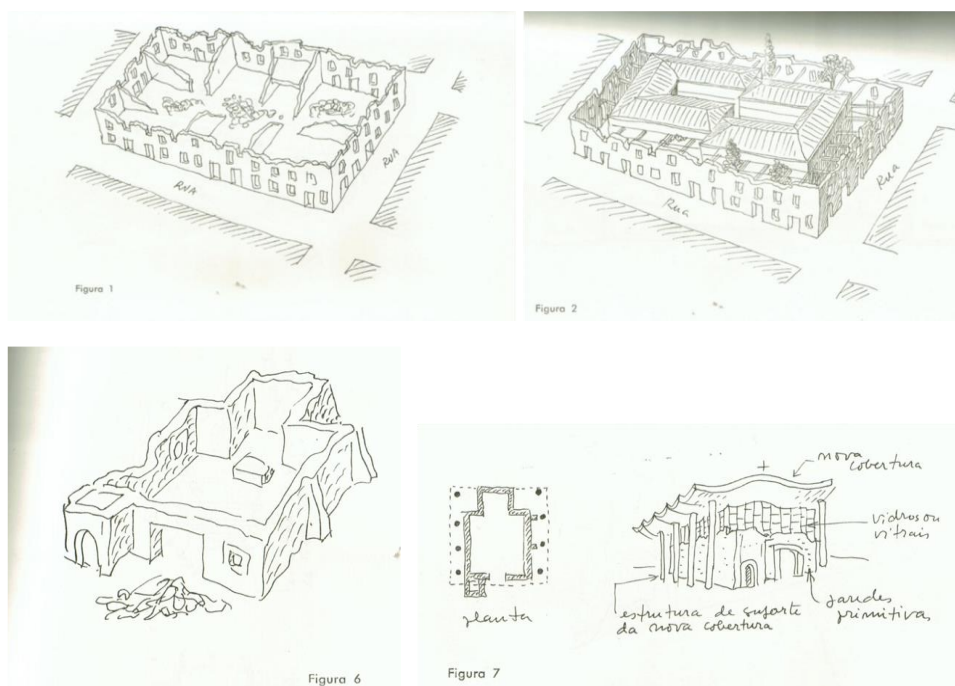 RUA
RUA
Figura 1
Rua
Rua
Figura 2
Figura 6
planta
nova
cobertura
vidros ou
vitrais
paredes
primitivas
estrutura de suporte
da nova cobertura
Figura 7